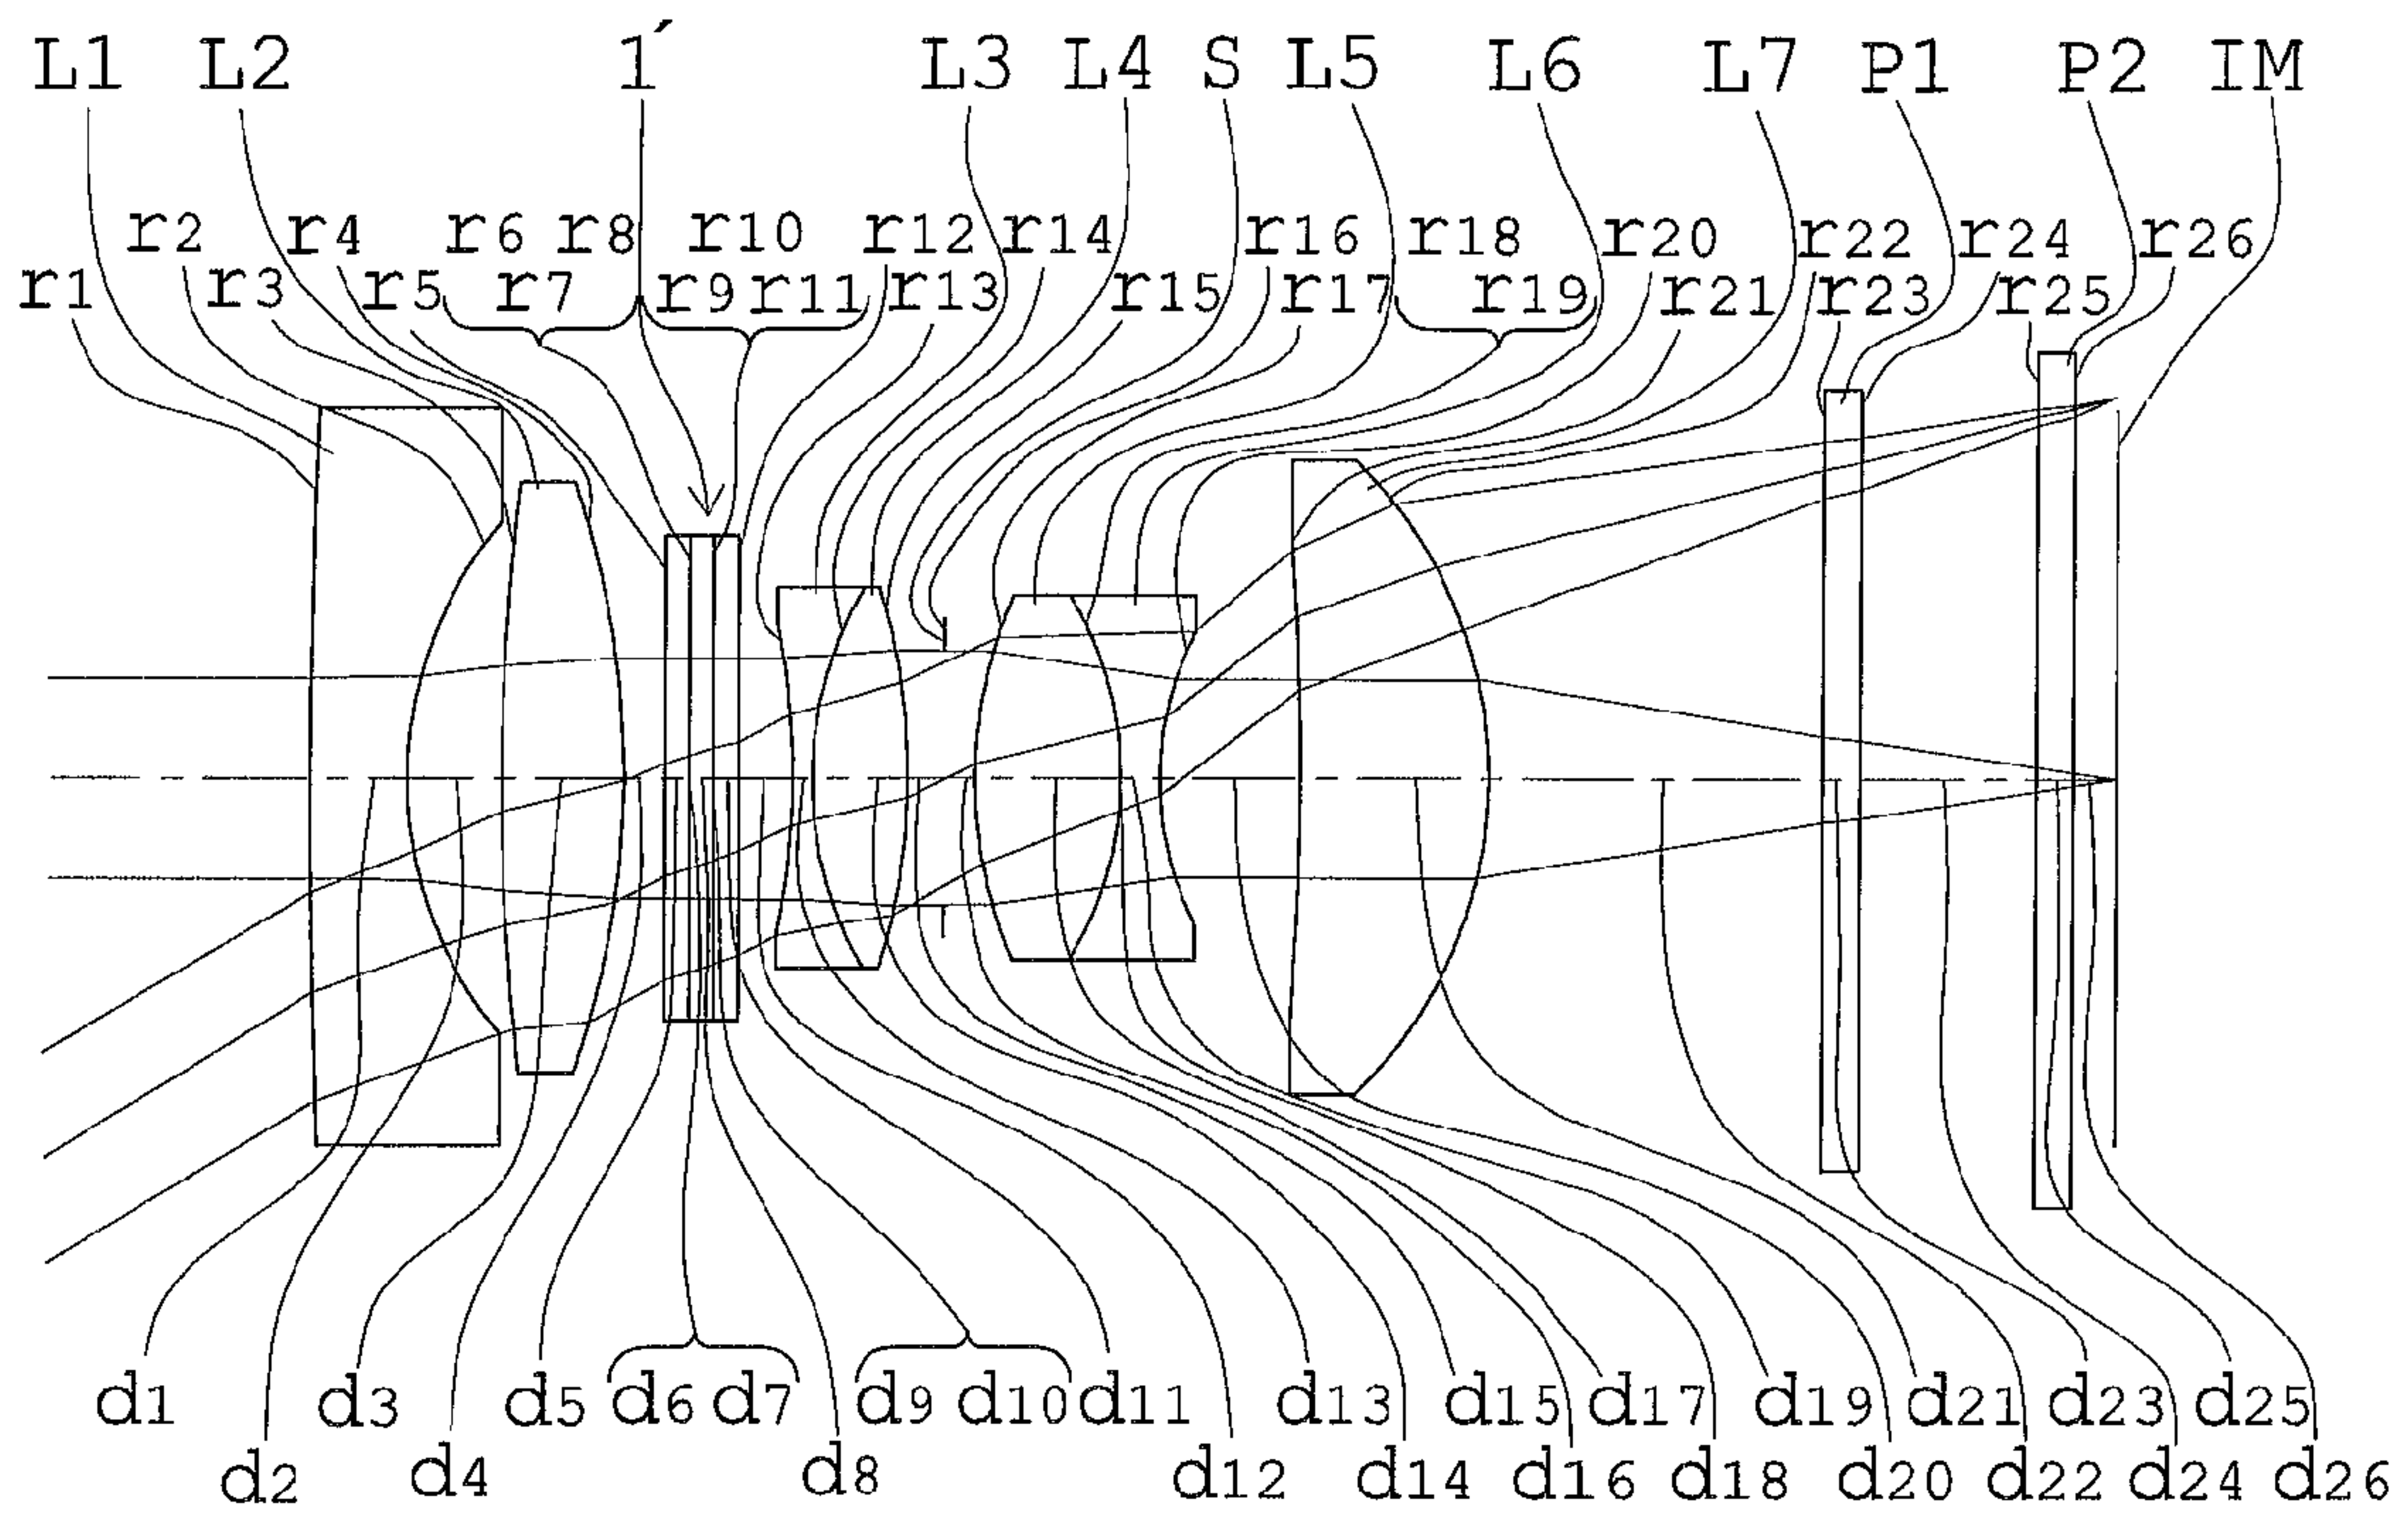 L1 L2 1′ L3 L4 S L5 L6 L7 P1 P2 IM
r2 r4 r6 r8 r10 r12 r14 r16 r18 r20 r22 r24 r26
r1 r3 r5 r7 r9 r11 r13 r15 r17 r19 r21 r23 r25
d1 d3 d5 d6 d7 d9 d10 d11 d13 d15 d17 d19 d21 d23 d25
d2 d4 d8 d12 d14 d16 d18 d20 d22 d24 d26